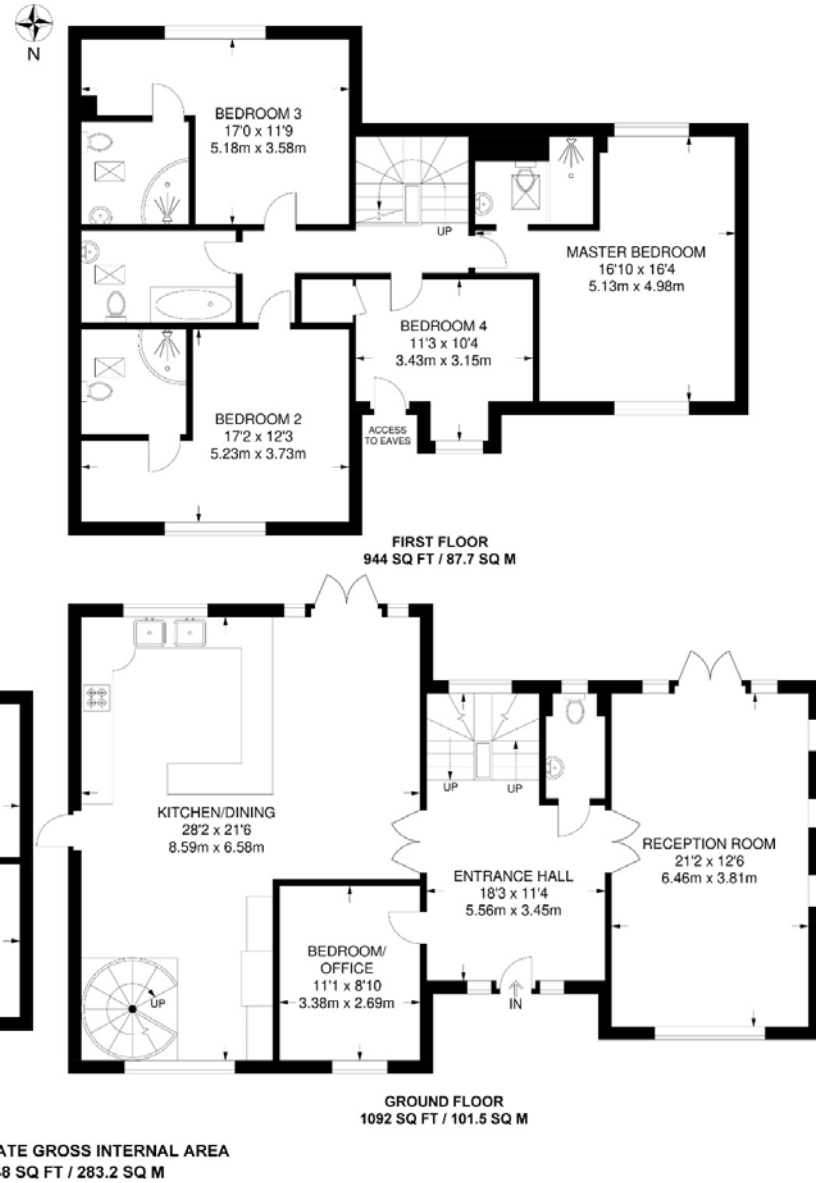 N
BEDROOM 3
17'0 x 11'9
5.18m x 3.58m
UP
MASTER BEDROOM
16'10 x 16'4
5.13m x 4.98m
BEDROOM 4
11'3 x 10'4
3.43m x 3.15m
BEDROOM 2
17'2 x 12'3
5.23m x 3.73m
ACCESS
TO EAVES
FIRST FLOOR
944 SQ FT / 87.7 SQ M
UP
UP
KITCHEN/DINING
28'2 x 21'6
8.59m x 6.58m
RECEPTION ROOM
21'2 x 12'6
6.46m x 3.81m
ENTRANCE HALL
18'3 x 11'4
5.56m x 3.45m
BEDROOM/
OFFICE
11'1 x 8'10
3.38m x 2.69m
UP
IN
GROUND FLOOR
1092 SQ FT / 101.5 SQ M
ATE GROSS INTERNAL AREA
8 SQ FT / 283.2 SQ M